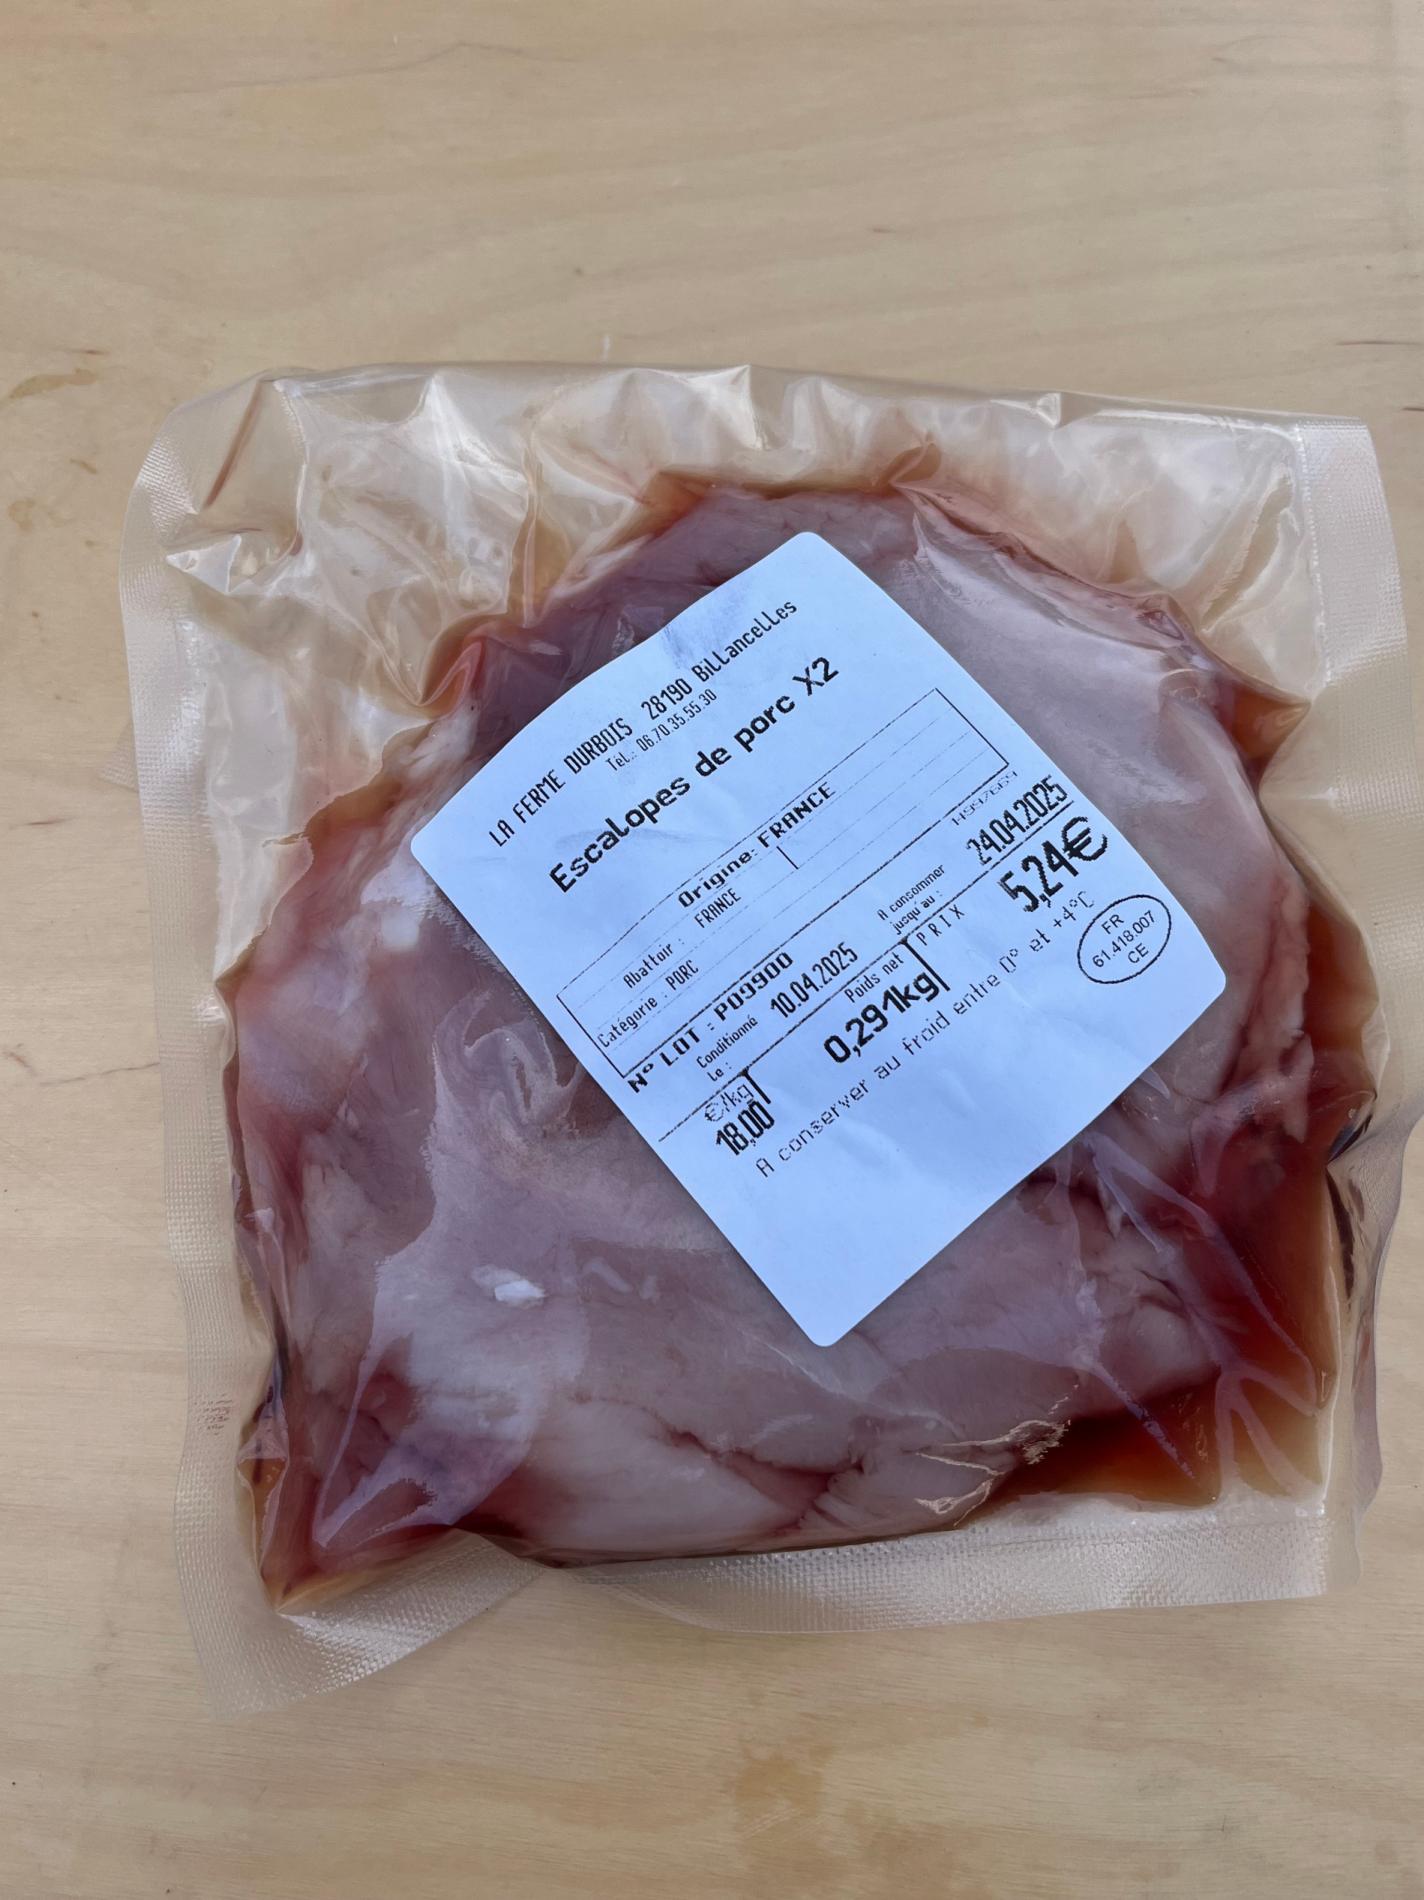 LA FERME DURBOIS 28190 Billancelles
Tél.: 06.70.35.55.30
Escalopes de porc X2
Origine: FRANCE
Abattoir : FRANCE
Catégorie : PORC
N° LOT : P09900
14997669
Conditionné le : 10.04.2025
A consommer jusqu'au : 24.04.2025
€/kg 18,00
Poids net 0,291kg
PRIX 5,24€
A conserver au froid entre 0° et +4°C
FR
61.418.007
CE